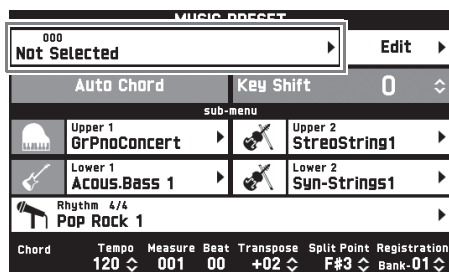 MUSIC PRESET
000
Not Selected
Edit
Auto Chord Key Shift 0
sub-menu
Upper 1
GrPnoConcert
Upper 2
StreoString1
Lower 1
Acous.Bass 1
Lower 2
Syn-Strings1
Rhythm 4/4
Pop Rock 1
Chord Tempo Measure Beat Transpose Split Point Registration
120 001 00 +02 F#3 Bank-01